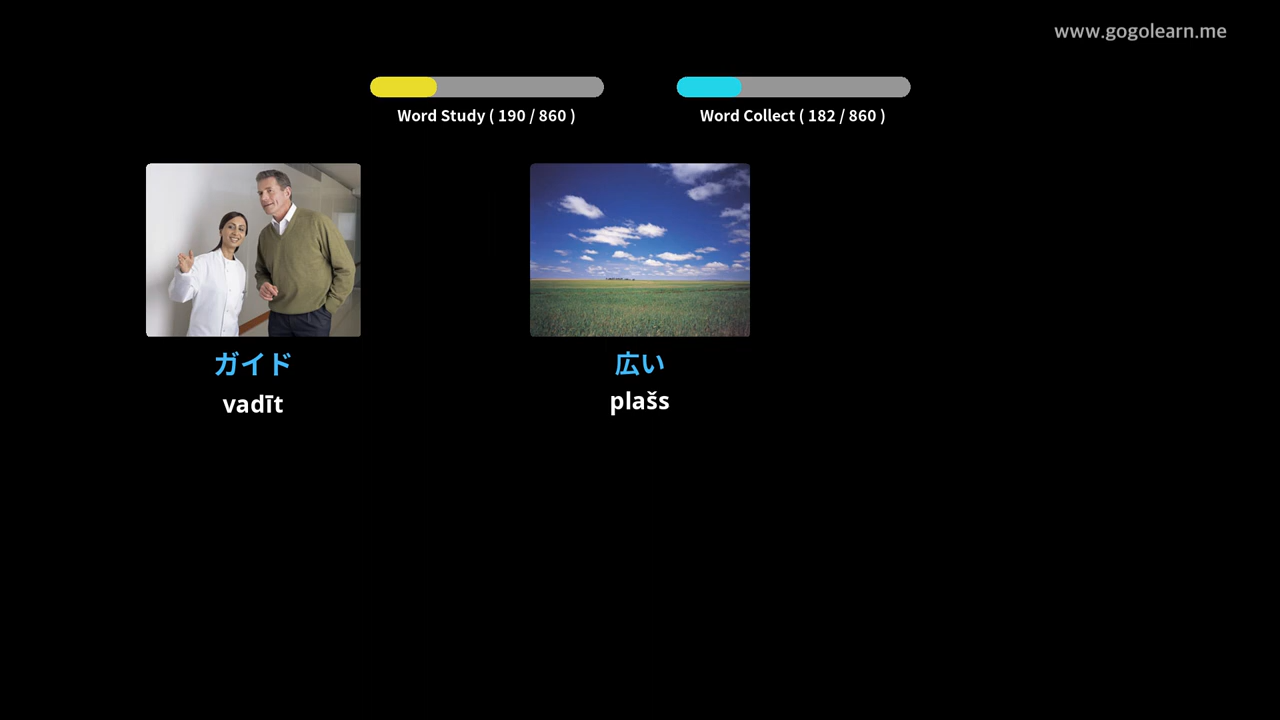 www.gogolearn.me
Word Study ( 190 / 860 )
Word Collect ( 182 / 860 )
ガイド
vadīt
広い
plašs